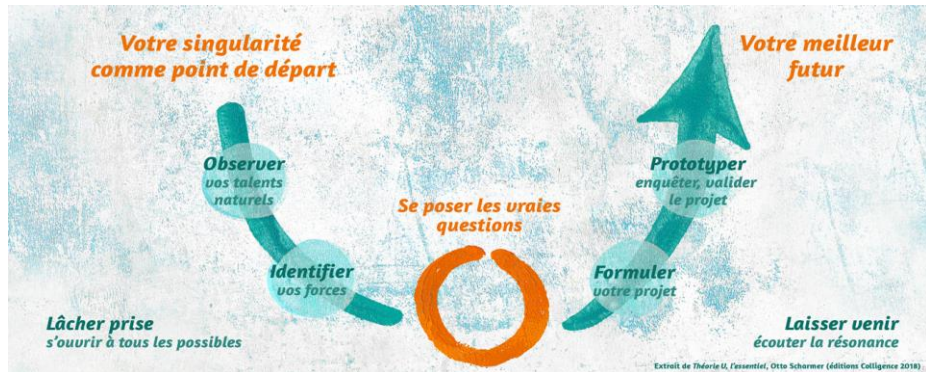 Votre singularité
comme point de départ
Votre meilleur
futur
Observer
vos talents
naturels
Prototyper
enquêter, valider
le projet
Se poser les vraies
questions
Identifier
vos forces
Formuler
votre projet
Lâcher prise
s'ouvrir à tous les possibles
Laisser venir
écouter la résonance
Extrait de Théorie U, l'essentiel, Otto Scharmer (éditions Colligence 2018)